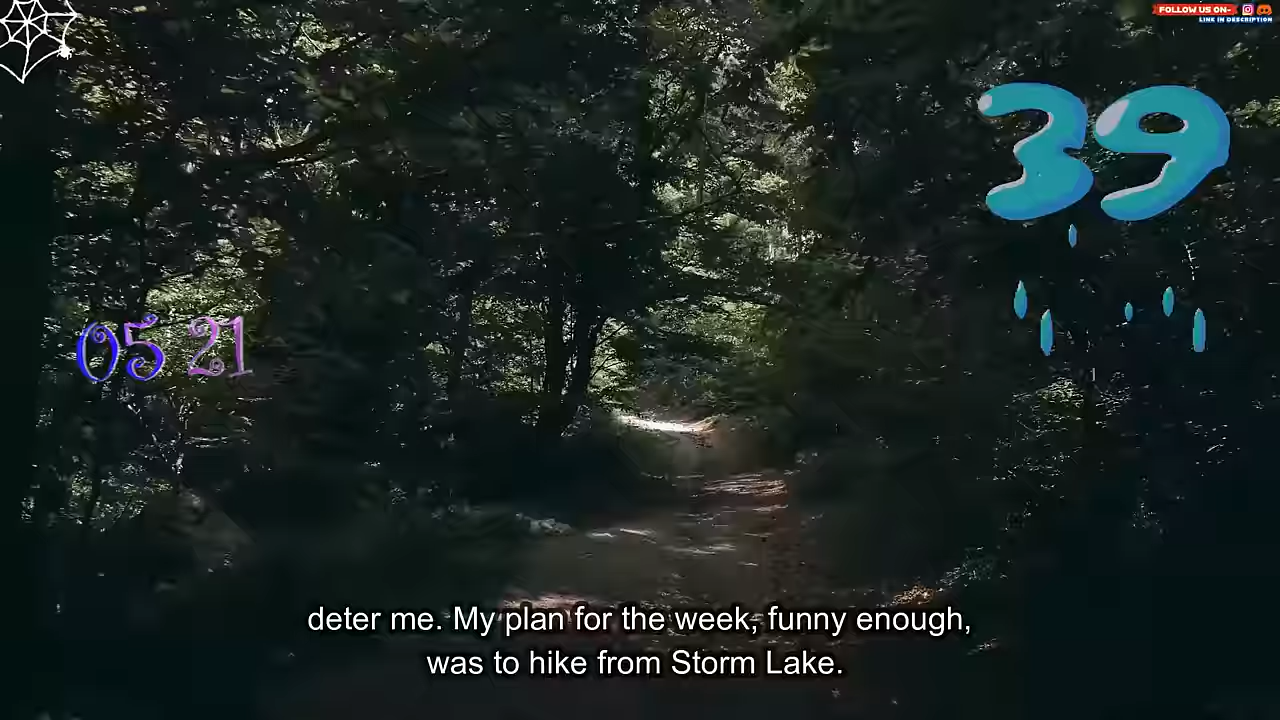 FOLLOW US ON-
LINK IN DESCRIPTION
39
05 21
deter me. My plan for the week, funny enough,
was to hike from Storm Lake.